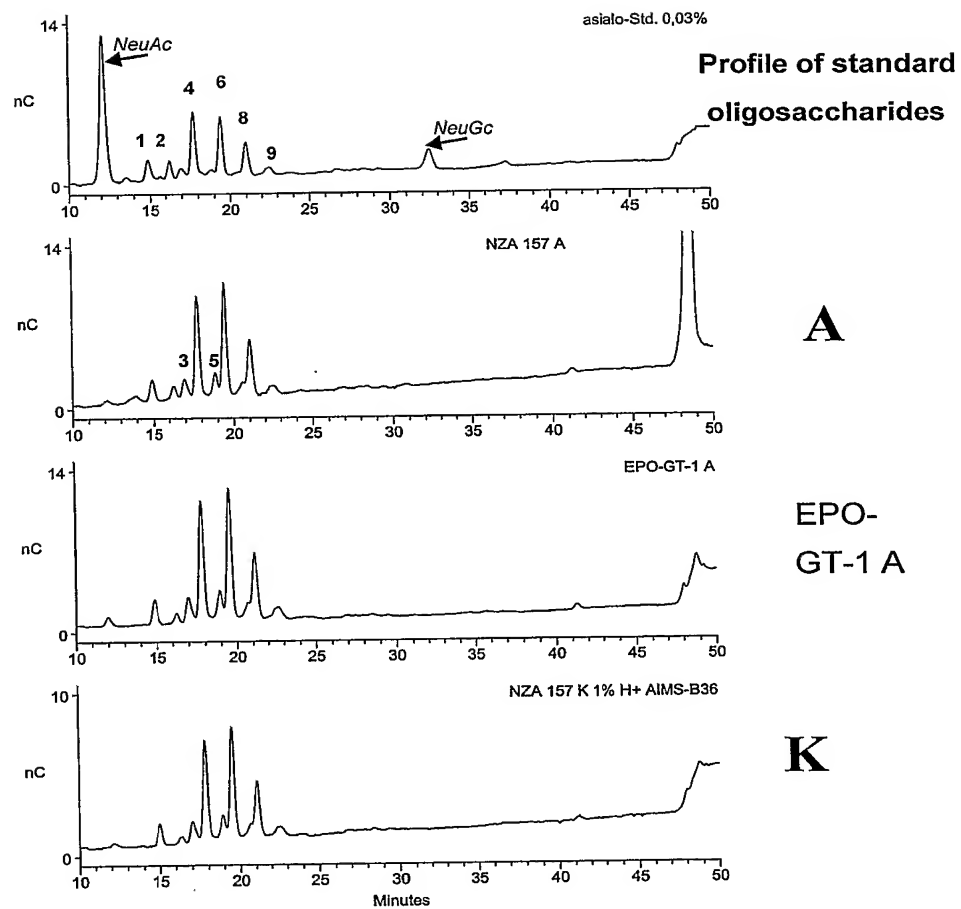 asialo-Std. 0,03%
14
NeuAc
Profile of standard
oligosaccharides
4
6
nC
8
NeuGc
1
2
9
0
10 15 20 25 30 35 40 45 50
NZA 157 A
14
A
nC
3
5
0
10 15 20 25 30 35 40 45 50
EPO-GT-1 A
14
EPO-
GT-1 A
nC
0
10 15 20 25 30 35 40 45 50
NZA 157 K 1% H+ AIMS-B36
10
K
nC
0
10 15 20 25 30 35 40 45 50
Minutes